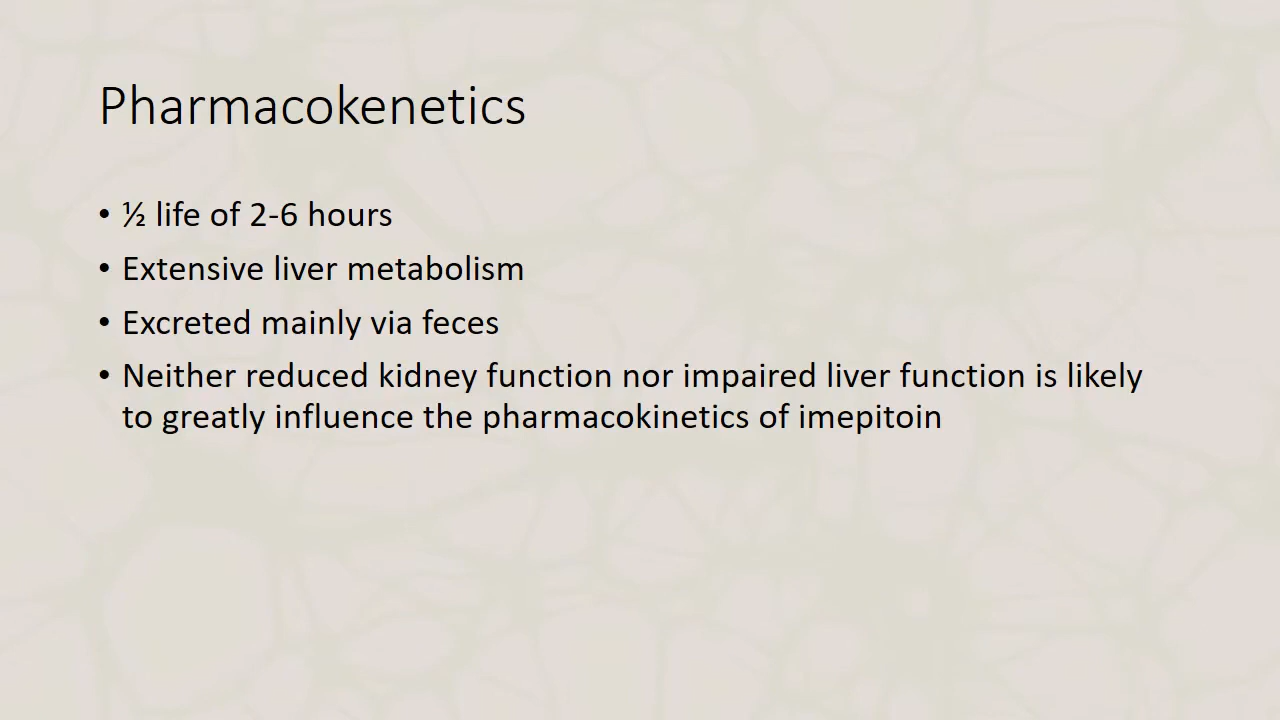 Pharmacokenetics
• ½ life of 2-6 hours
• Extensive liver metabolism
• Excreted mainly via feces
• Neither reduced kidney function nor impaired liver function is likely
to greatly influence the pharmacokinetics of imepitoin